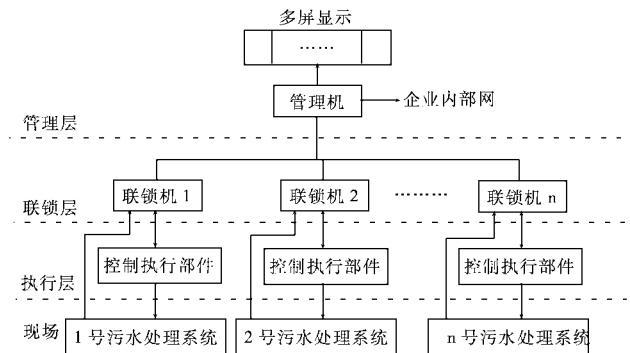 多屏显示
……
管理机
企业内部网
管理层
联锁机 1
联锁机 2
………
联锁机 n
联锁层
控制执行部件
控制执行部件
控制执行部件
执行层
现场
1 号污水处理系统
2 号污水处理系统
n 号污水处理系统